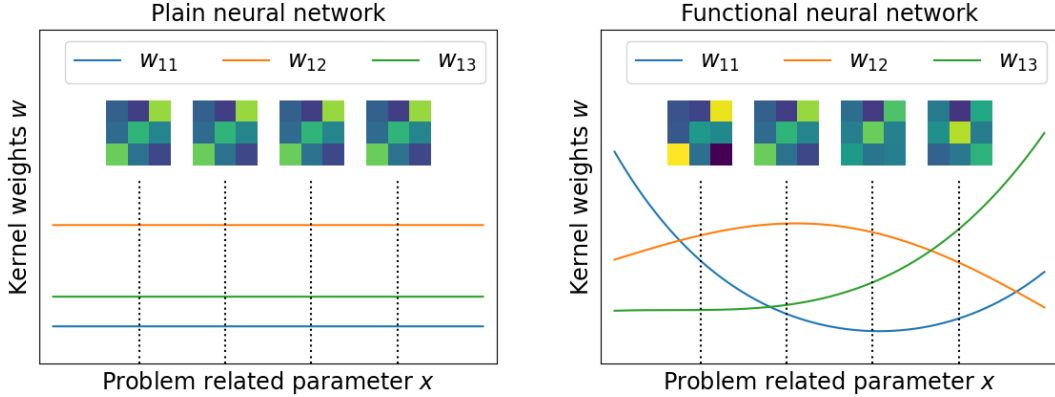 Plain neural network
w11 w12 w13
Kernel weights w
Problem related parameter x
Functional neural network
w11 w12 w13
Kernel weights w
Problem related parameter x